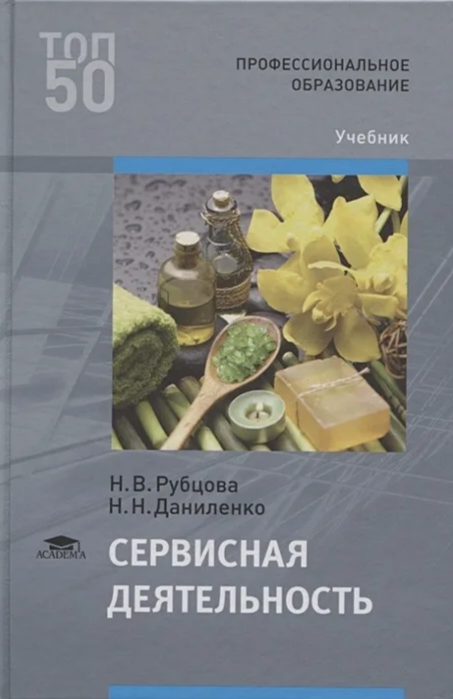 ТОП
50
ПРОФЕССИОНАЛЬНОЕ
ОБРАЗОВАНИЕ
Учебник
Н. В. Рубцова
Н. Н. Даниленко
ACADEMA
СЕРВИСНАЯ
ДЕЯТЕЛЬНОСТЬ